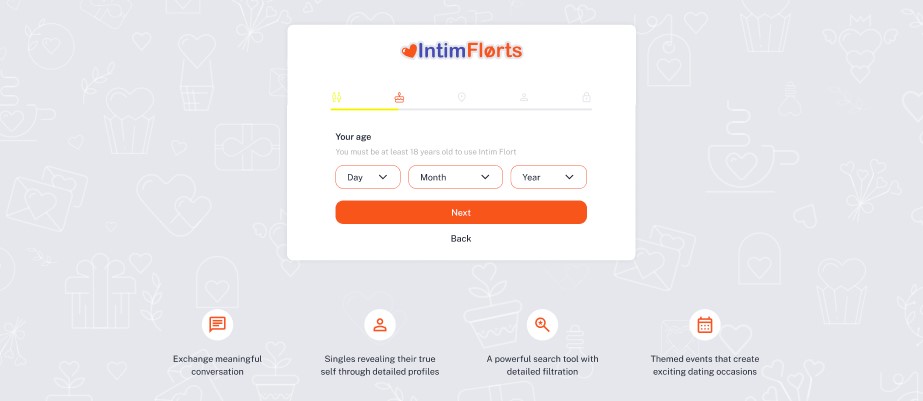 IntimFlørts
Your age
You must be at least 18 years old to use Intim Flort
Day
Month
Year
Next
Back
Exchange meaningful
conversation
Singles revealing their true
self through detailed profiles
A powerful search tool with
detailed filtration
Themed events that create
exciting dating occasions